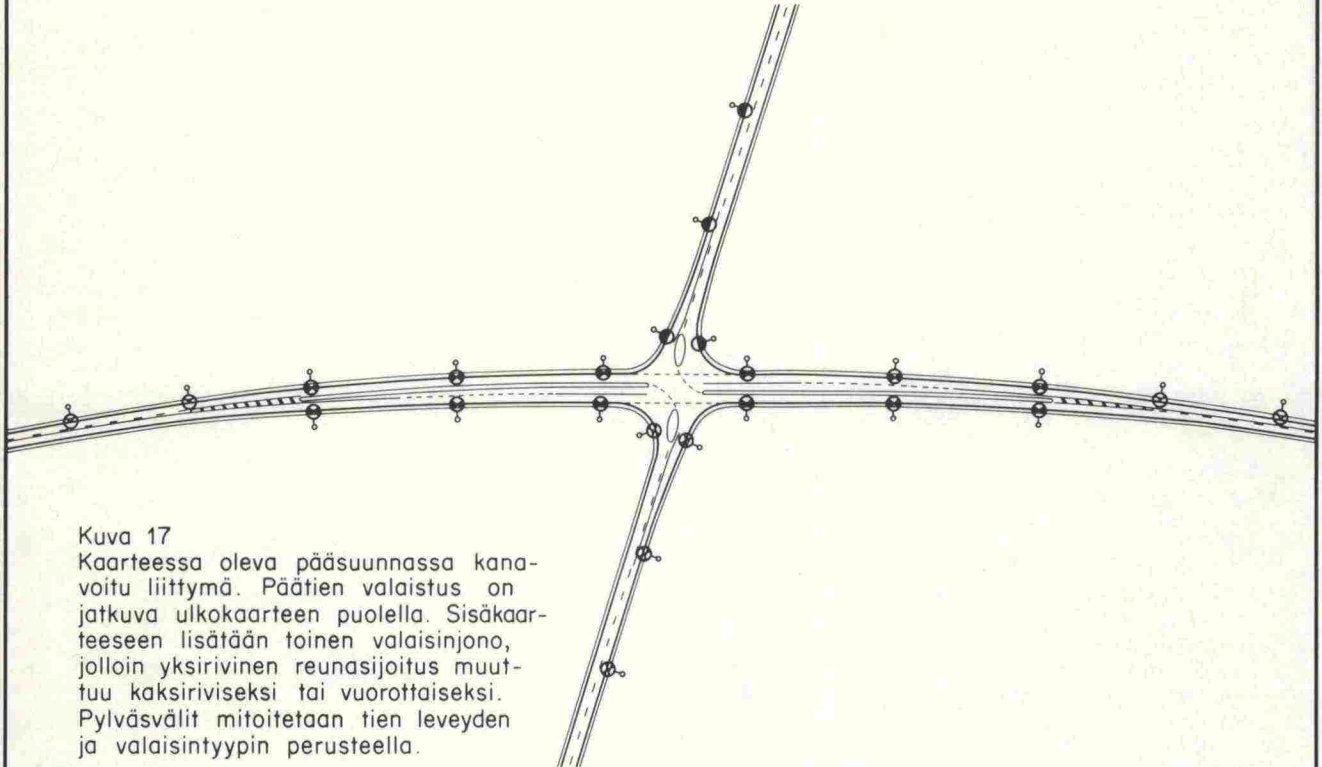 Kuva 17
Kaarteessa oleva pääsuunnassa kana-
voitu liittymä. Päätien valaistus on
jatkuva ulkokaarteen puolella. Sisäkaar-
teeseen lisätään toinen valaisinjono,
jolloin yksirivinen reunasijoitus muut-
tuu kaksiriviseksi tai vuorottaiseksi.
Pylväsvälit mitoitetaan tien leveyden
ja valaisintyypin perusteella.